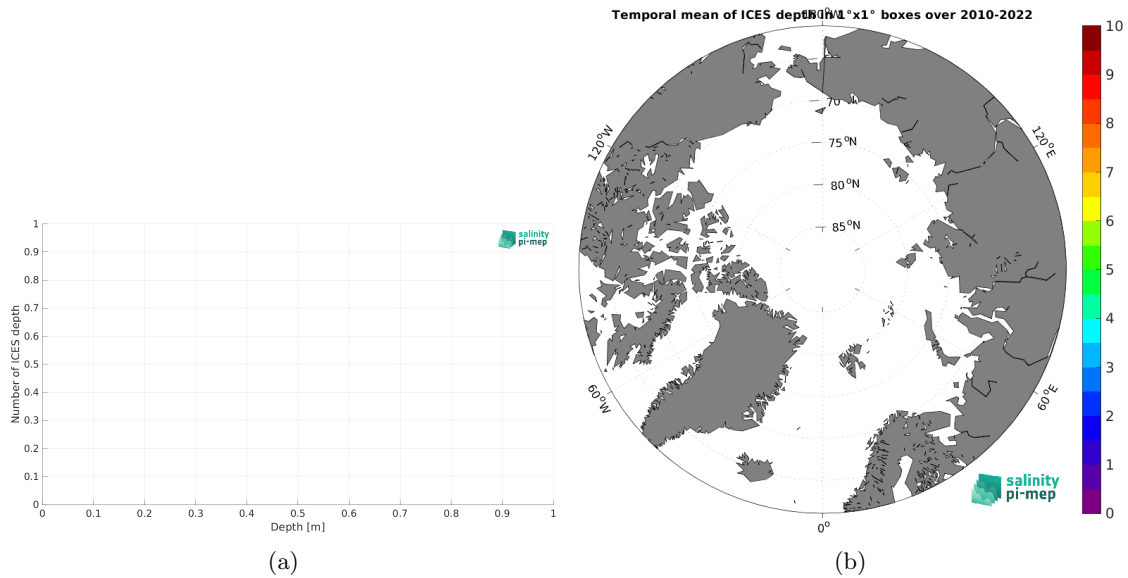 Temporal mean of ICES depth in 1°x1° boxes over 2010-2022
180°W
10
9
8
7
6
5
4
3
2
1
0
70°N
75°N
80°N
85°N
120°W
120°E
60°W
60°E
0°
salinity
pi-mep
1
0.9
0.8
0.7
0.6
0.5
0.4
0.3
0.2
0.1
0
Number of ICES depth
salinity
pi-mep
0
0.1
0.2
0.3
0.4
0.5
0.6
0.7
0.8
0.9
1
Depth [m]
(a)
(b)